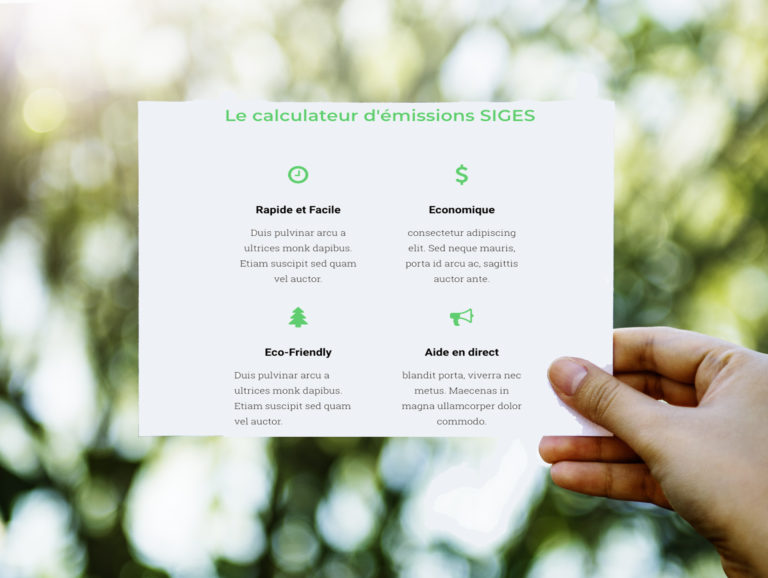 Le calculateur d'émissions SIGES
Rapide et Facile
Duis pulvinar arcu a
ultrices monk dapibus.
Etiam suscipit sed quam
vel auctor.
Economique
consectetur adipiscing
elit. Sed neque mauris,
porta id arcu ac, sagittis
auctor ante.
Eco-Friendly
Duis pulvinar arcu a
ultrices monk dapibus.
Etiam suscipit sed quam
vel auctor.
Aide en direct
blandit porta, viverra nec
metus. Maecenas in
magna ullamcorper dolor
commodo.